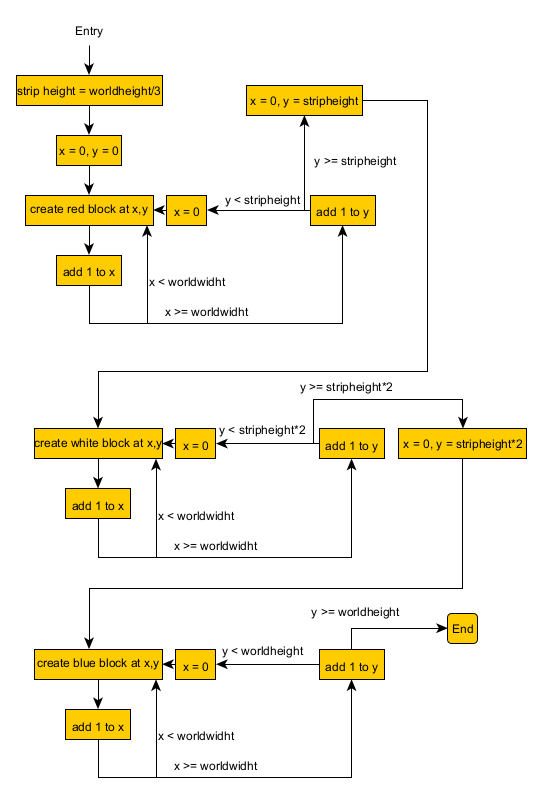 Entry
strip height = worldheight/3
x = 0, y = stripheight
x = 0, y = 0
y >= stripheight
create red block at x,y
x = 0
y < stripheight
add 1 to y
add 1 to x
x < worldwidht
x >= worldwidht
y >= stripheight*2
create white block at x,y
x = 0
y < stripheight*2
add 1 to y
x = 0, y = stripheight*2
add 1 to x
x < worldwidht
x >= worldwidht
y >= worldheight
End
create blue block at x,y
x = 0
y < worldheight
add 1 to y
add 1 to x
x < worldwidht
x >= worldwidht